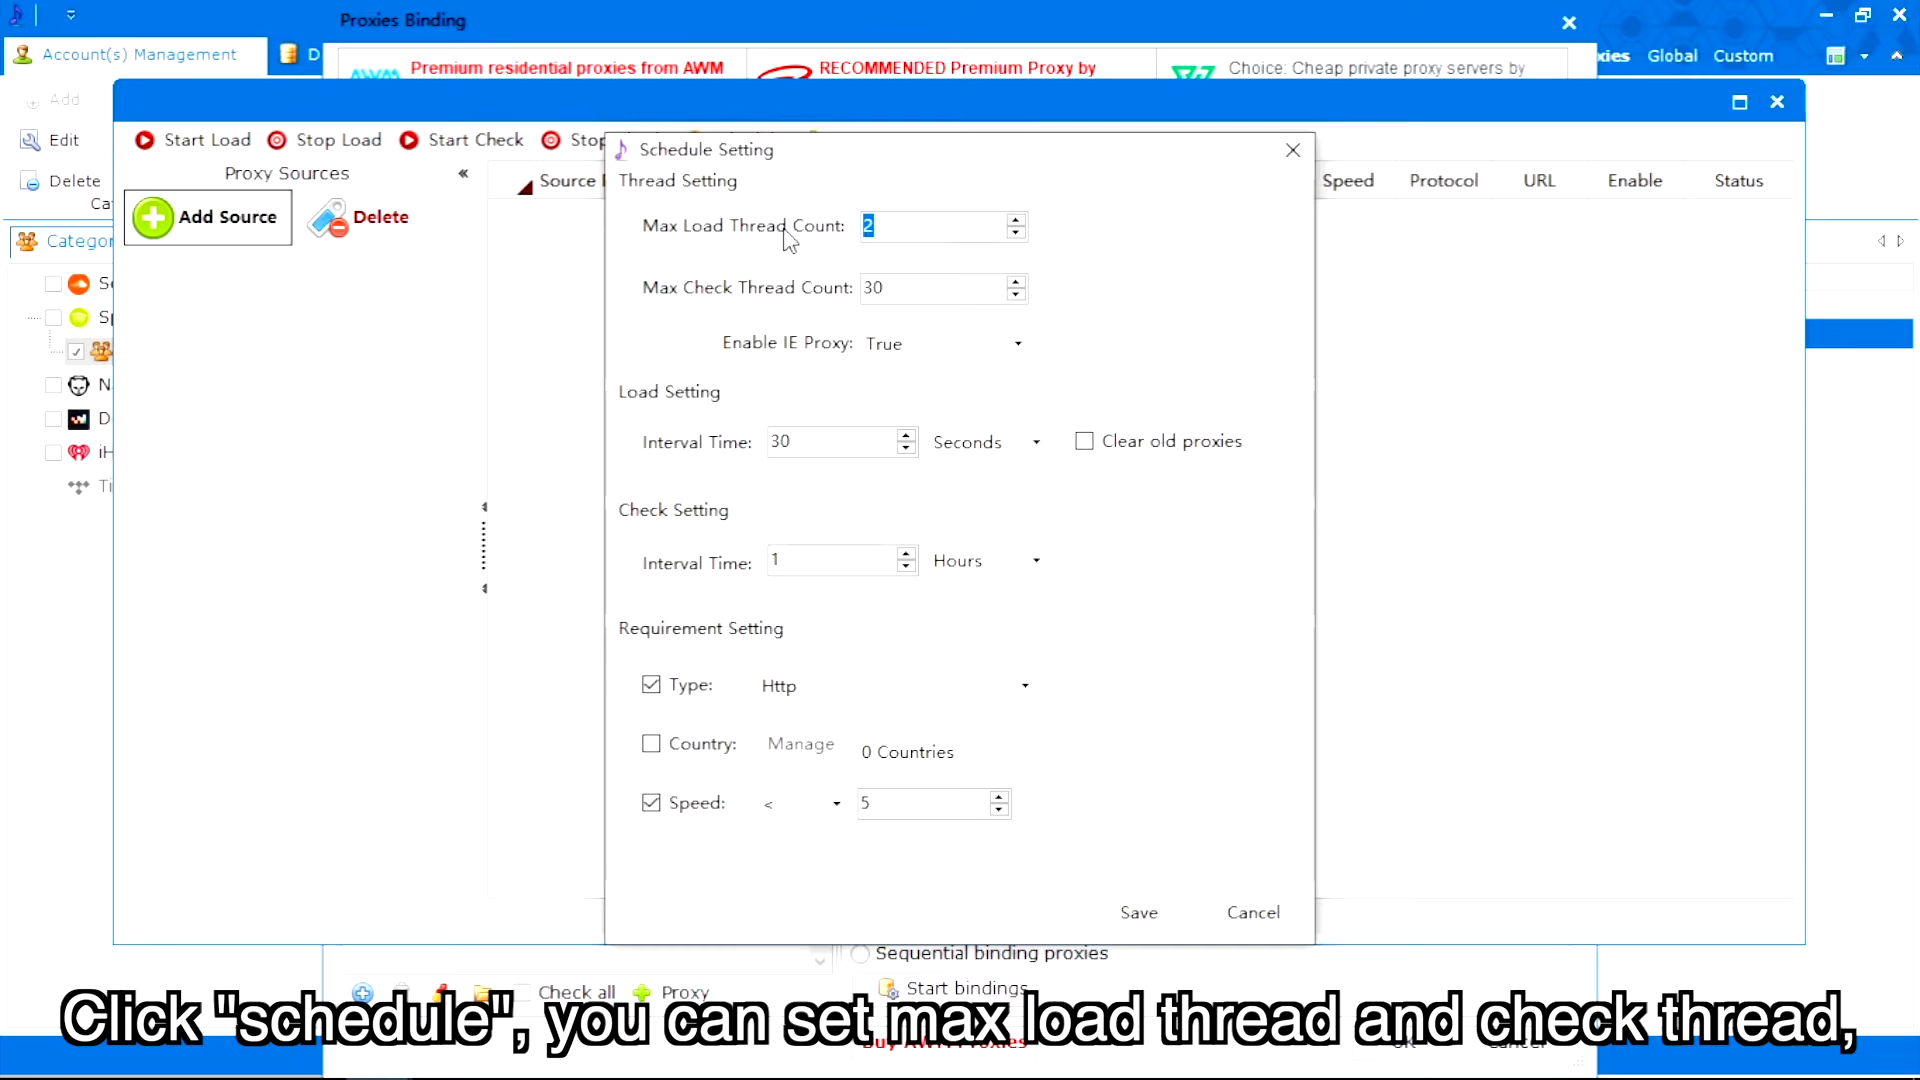 Proxies Binding
Account(s) Management
D
Premium residential proxies from AWM
RECOMMENDED Premium Proxy by
Choice: Cheap private proxy servers by
xies Global Custom
Add
Edit
Delete
Start Load
Stop Load
Start Check
Stop
Proxy Sources
Add Source
Delete
Source
Speed
Protocol
URL
Enable
Status
Categor
Schedule Setting
Thread Setting
Max Load Thread Count: 2
Max Check Thread Count: 30
Enable IE Proxy: True
Load Setting
Interval Time: 30 Seconds
Clear old proxies
Check Setting
Interval Time: 1 Hours
Requirement Setting
Type: Http
Country: Manage 0 Countries
Speed: < 5
Save Cancel
Sequential binding proxies
Check all
Proxy
Start bindings
Click "schedule", you can set max load thread and check thread,